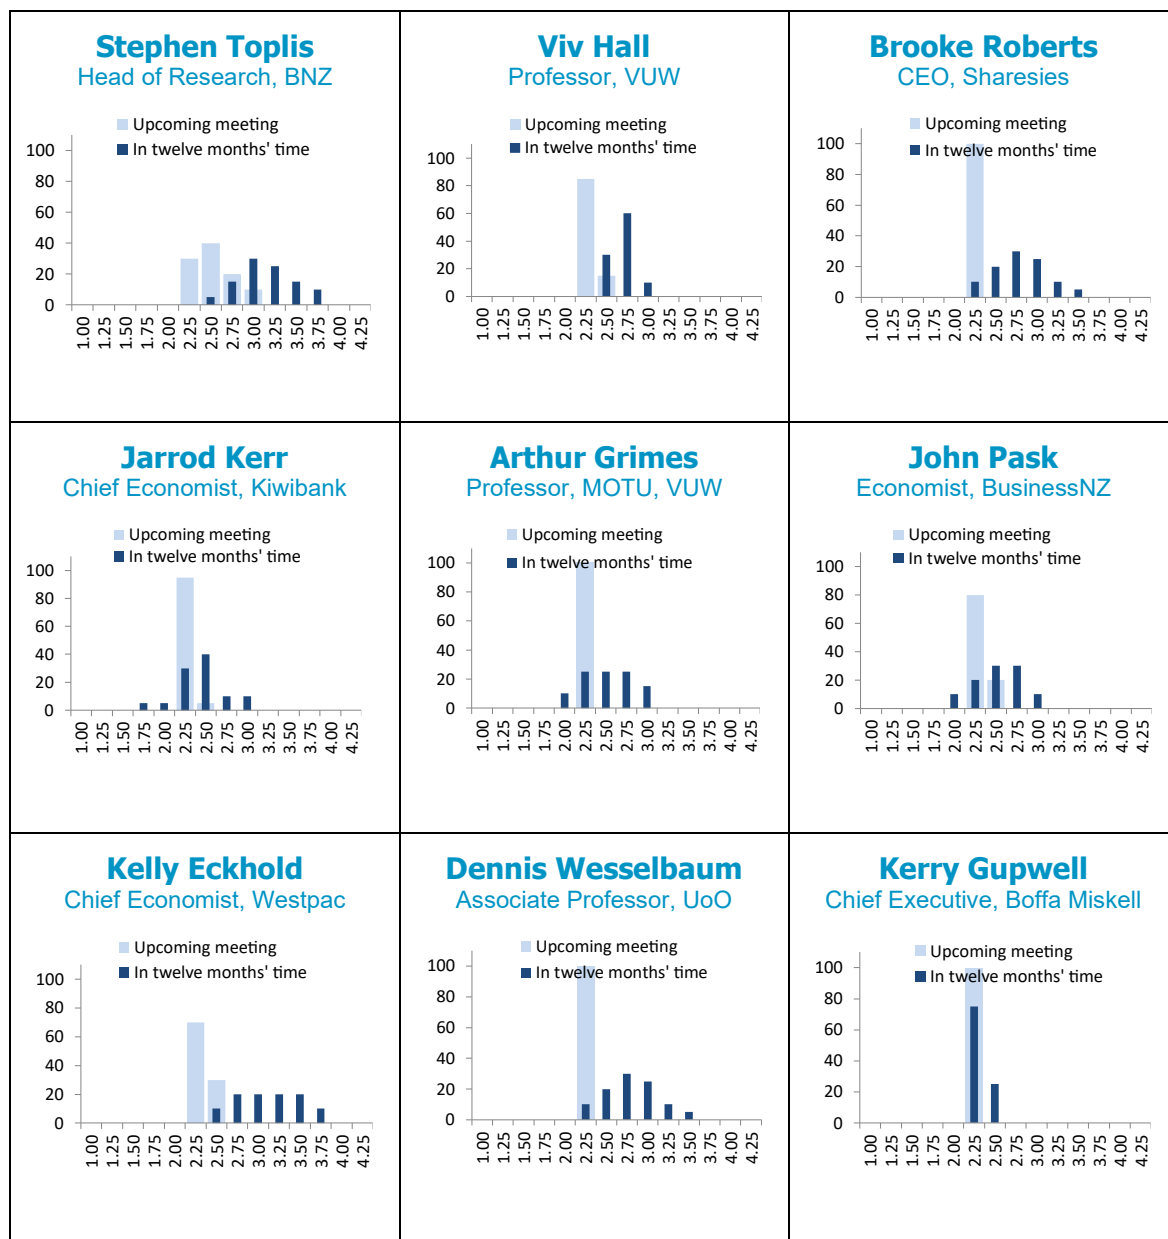 Stephen Toplis
Head of Research, BNZ
Upcoming meeting
In twelve months' time
100
80
60
40
20
0
1.00 1.25 1.50 1.75 2.00 2.25 2.50 2.75 3.00 3.25 3.50 3.75 4.00 4.25
Viv Hall
Professor, VUW
Upcoming meeting
In twelve months' time
100
80
60
40
20
0
1.00 1.25 1.50 1.75 2.00 2.25 2.50 2.75 3.00 3.25 3.50 3.75 4.00 4.25
Brooke Roberts
CEO, Sharesies
Upcoming meeting
In twelve months' time
100
80
60
40
20
0
1.00 1.25 1.50 1.75 2.00 2.25 2.50 2.75 3.00 3.25 3.50 3.75 4.00 4.25
Jarrod Kerr
Chief Economist, Kiwibank
Upcoming meeting
In twelve months' time
100
80
60
40
20
0
1.00 1.25 1.50 1.75 2.00 2.25 2.50 2.75 3.00 3.25 3.50 3.75 4.00 4.25
Arthur Grimes
Professor, MOTU, VUW
Upcoming meeting
In twelve months' time
100
80
60
40
20
0
1.00 1.25 1.50 1.75 2.00 2.25 2.50 2.75 3.00 3.25 3.50 3.75 4.00 4.25
John Pask
Economist, BusinessNZ
Upcoming meeting
In twelve months' time
100
80
60
40
20
0
1.00 1.25 1.50 1.75 2.00 2.25 2.50 2.75 3.00 3.25 3.50 3.75 4.00 4.25
Kelly Eckhold
Chief Economist, Westpac
Upcoming meeting
In twelve months' time
100
80
60
40
20
0
1.00 1.25 1.50 1.75 2.00 2.25 2.50 2.75 3.00 3.25 3.50 3.75 4.00 4.25
Dennis Wesselbaum
Associate Professor, UoO
Upcoming meeting
In twelve months' time
100
80
60
40
20
0
1.00 1.25 1.50 1.75 2.00 2.25 2.50 2.75 3.00 3.25 3.50 3.75 4.00 4.25
Kerry Gupwell
Chief Executive, Boffa Miskell
Upcoming meeting
In twelve months' time
100
80
60
40
20
0
1.00 1.25 1.50 1.75 2.00 2.25 2.50 2.75 3.00 3.25 3.50 3.75 4.00 4.25